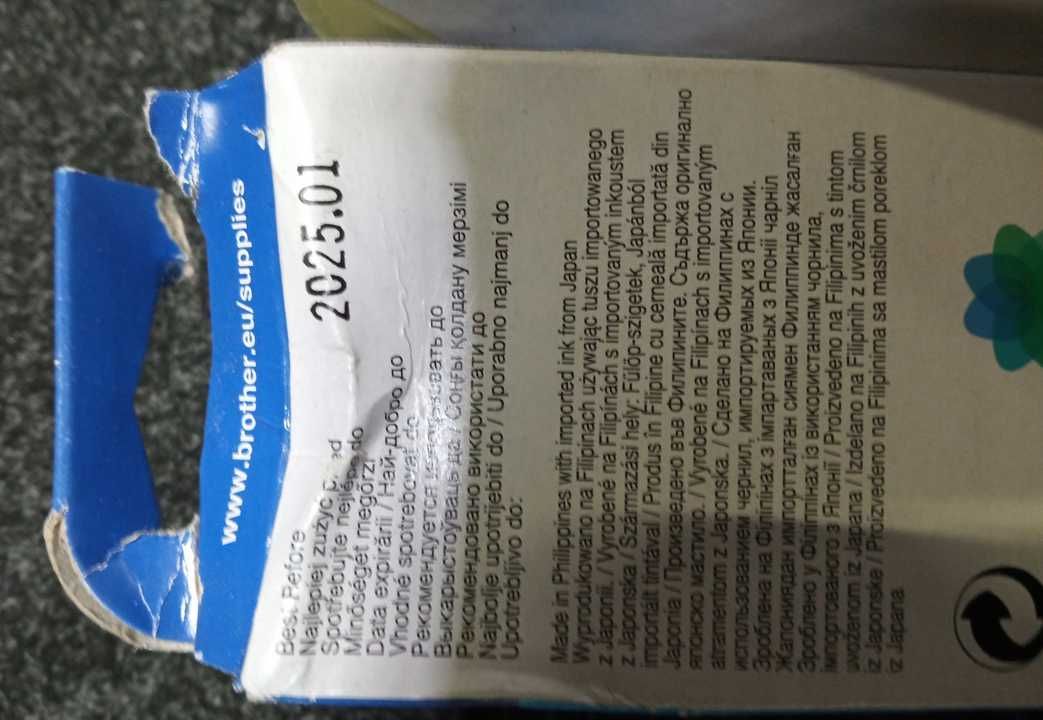 www.brother.eu/supplies
2025.01
Best Before
Najlepiej zużyć przed
Spotřebujte nejlépe do
Minőségét megőrzi
Data expirării / Най-добро до
Vhodné spotrebovať do
Рекомендуется использовать до
Выкарыстоўваць да / Соңғы қолдану мерзімі
Рекомендовано використати до
Najbolje upotrijebiti do / Uporabno najmanj do
Upotrebljivo do:
Made in Philippines with imported ink from Japan
Wyprodukowano na Filipinach używając tuszu importowanego
z Japonii. / Vyrobené na Filipínách s importovaným inkoustem
z Japonska / Származási hely: Fülöp-szigetek, Japánból
importált tintával / Produs în Filipine cu cerneală importată din
Japonia / Произведено във Филипините. Съдържа оригинално
японско мастило. / Vyrobené na Filipínach s importovaným
atramentom z Japonska. / Сделано на Филиппинах с
использованием чернил, импортируемых из Японии.
Зроблена на Філіпінах з імпартаваных з Японіі чарніл
Жапониядан импортталған сиямен Филиппинде жасалған
Зроблено у Філіппінах із використанням чорнила,
імпортованого з Японії / Proizvedeno na Filipinima s tintom
uvoženom iz Japana / Izdelano na Filipinih z uvoženim črnilom
iz Japonske / Proizvedeno na Filipinima sa mastilom poreklom
iz Japana